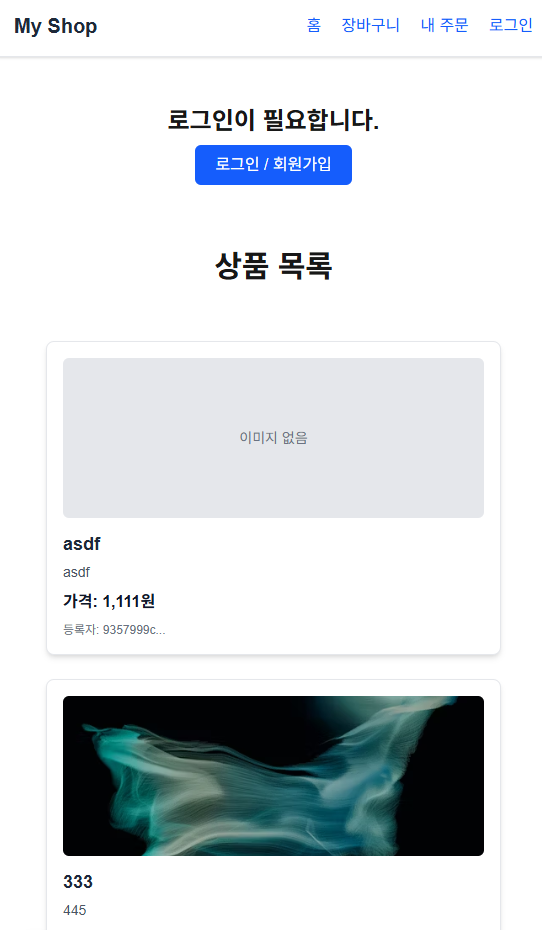 My Shop
홈 장바구니 내 주문 로그인
로그인이 필요합니다.
로그인 / 회원가입
상품 목록
이미지 없음
asdf
asdf
가격: 1,111원
등록자: 9357999c...
333
445